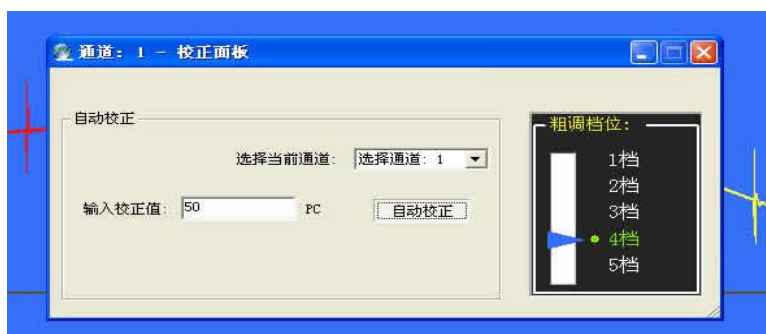 通道: 1 - 校正面板
自动校正
选择当前通道: 选择通道: 1
输入校正值: 50 PC 自动校正
粗调档位:
1档
2档
3档
4档
5档